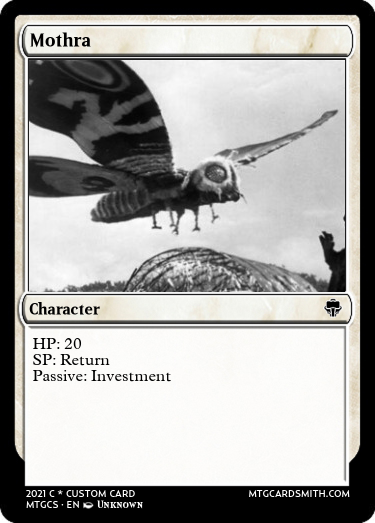 Mothra
Character
HP: 20
SP: Return
Passive: Investment
2021 C * CUSTOM CARD
MTGCARDSMITH.COM
MTGCS · EN UNKNOWN